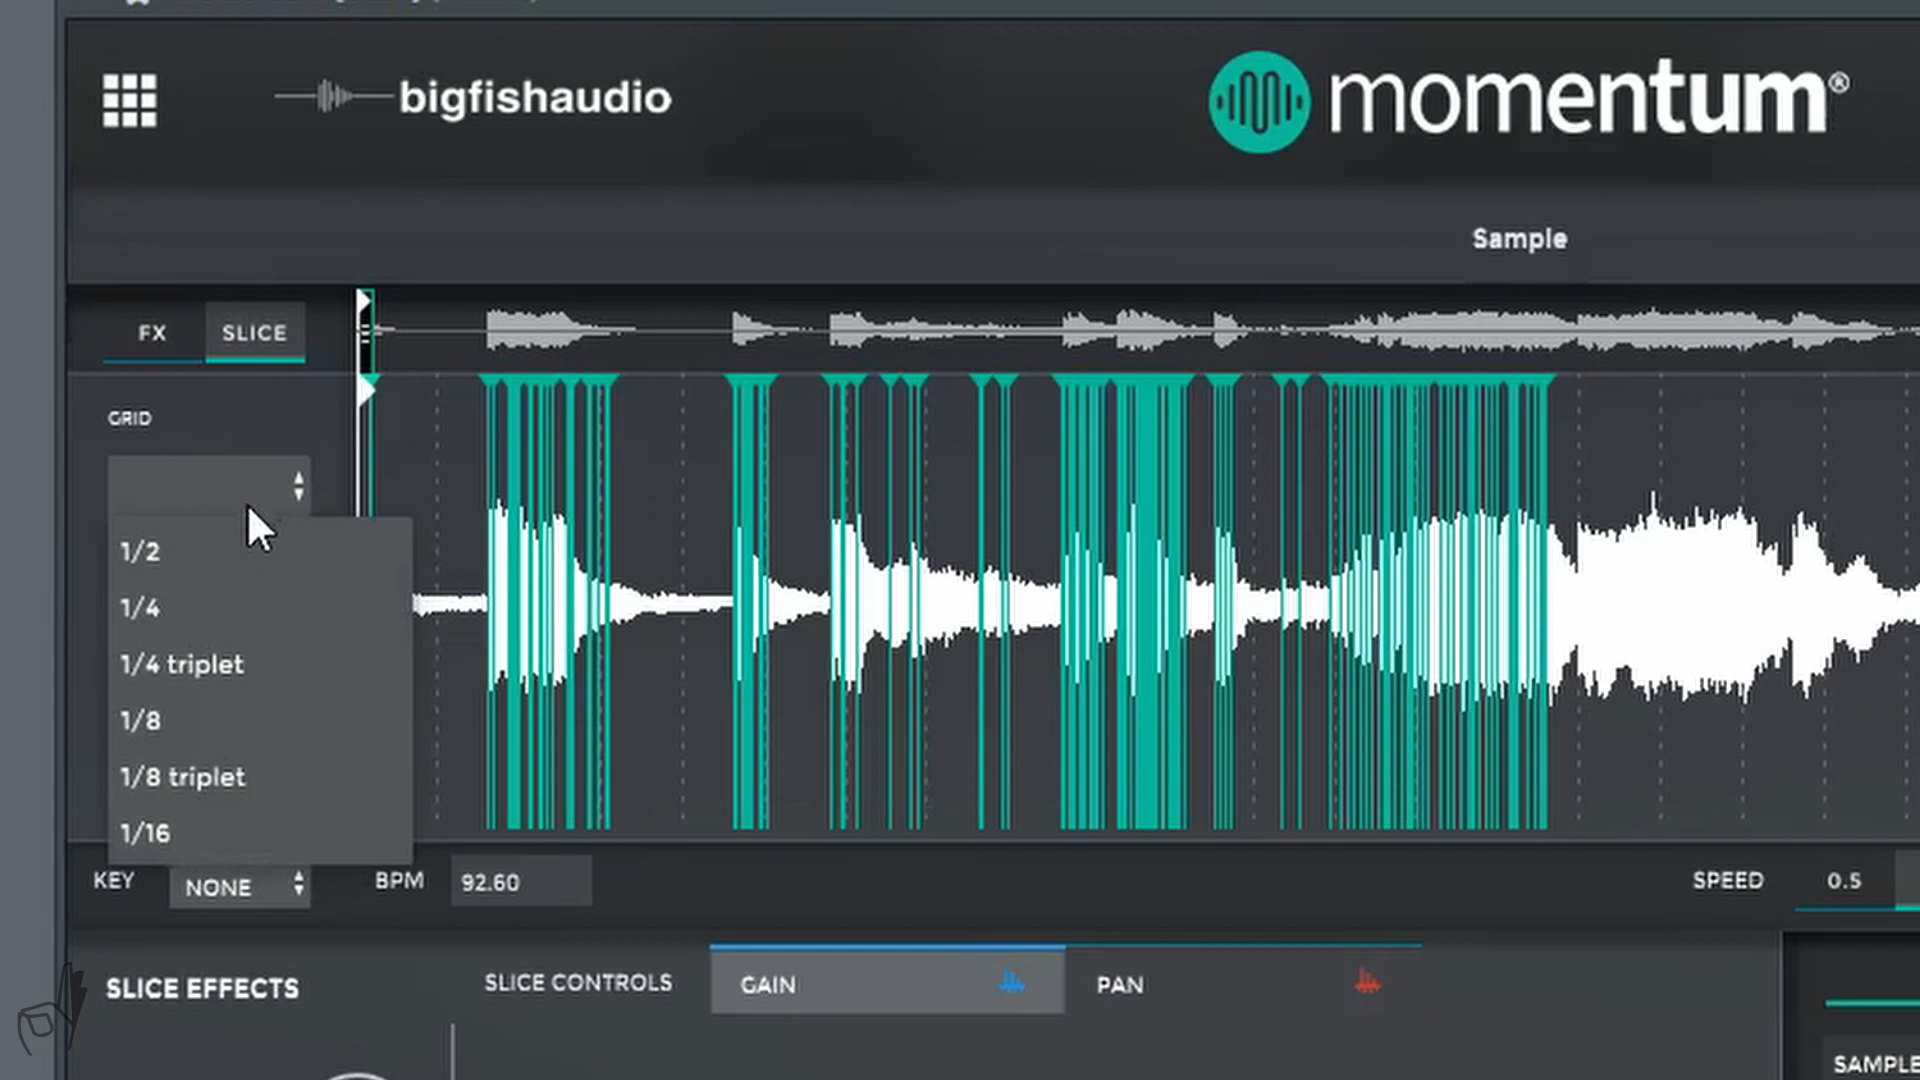 bigfishaudio
momentum®
Sample
FX
SLICE
GRID
1/2
1/4
1/4 triplet
1/8
1/8 triplet
1/16
KEY
NONE
BPM
92.60
SPEED
0.5
SLICE EFFECTS
SLICE CONTROLS
GAIN
PAN
SAMPLE